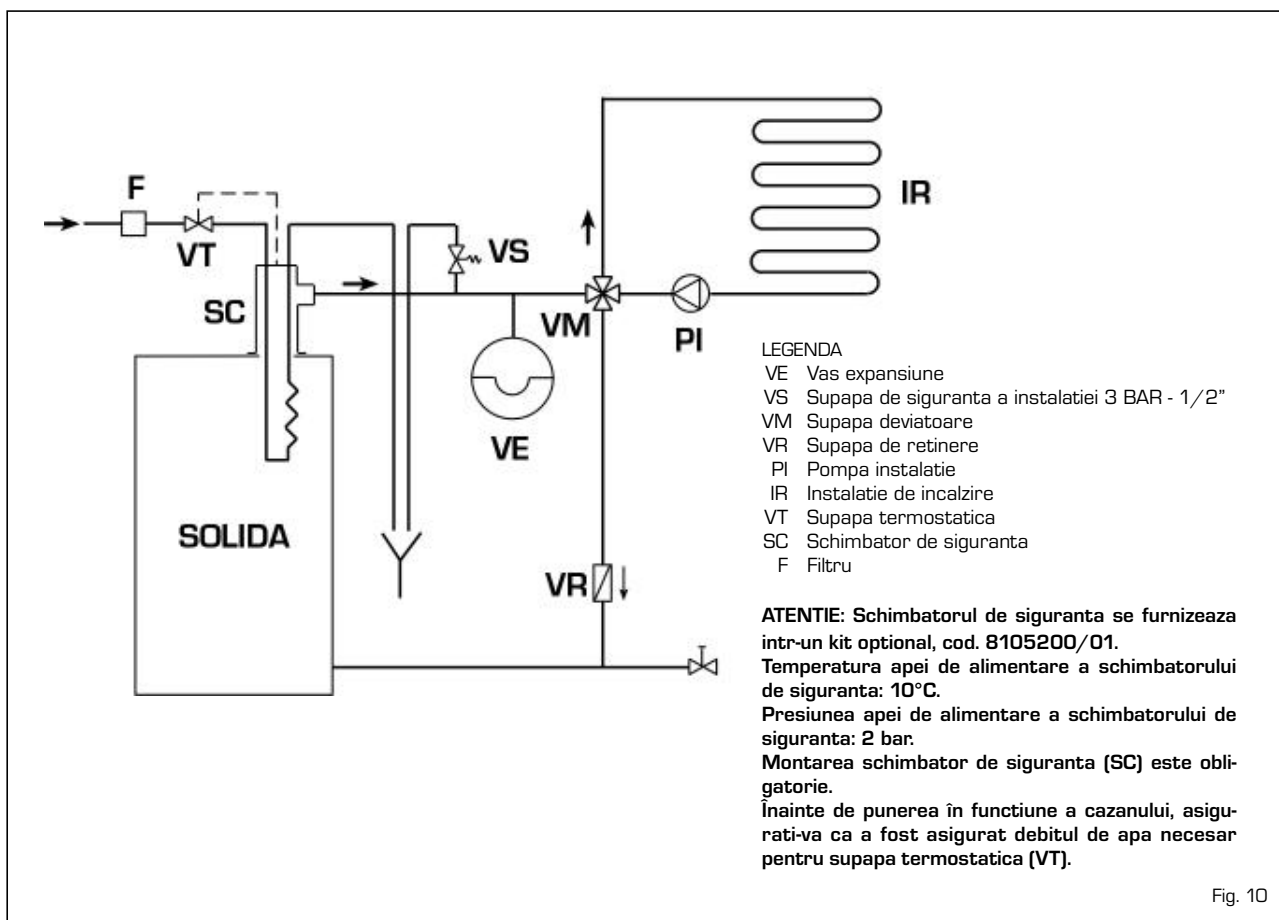 F
VT
SC
VS
VM
PI
IR
VE
SOLIDA
VR
LEGENDA
VE Vas expansiune
VS Supapa de siguranta a instalatiei 3 BAR - 1/2”
VM Supapa deviatoare
VR Supapa de retinere
PI Pompa instalatie
IR Instalatie de incalzire
VT Supapa termostatica
SC Schimbator de siguranta
F Filtru
ATENTIE: Schimbatorul de siguranta se furnizeaza
intr-un kit optional, cod. 8105200/01.
Temperatura apei de alimentare a schimbatorului
de siguranta: 10°C.
Presiunea apei de alimentare a schimbatorului de
siguranta: 2 bar.
Montarea schimbator de siguranta (SC) este obli-
gatorie.
Înainte de punerea în functiune a cazanului, asigu-
rati-va ca a fost asigurat debitul de apa necesar
pentru supapa termostatica (VT).
Fig. 10